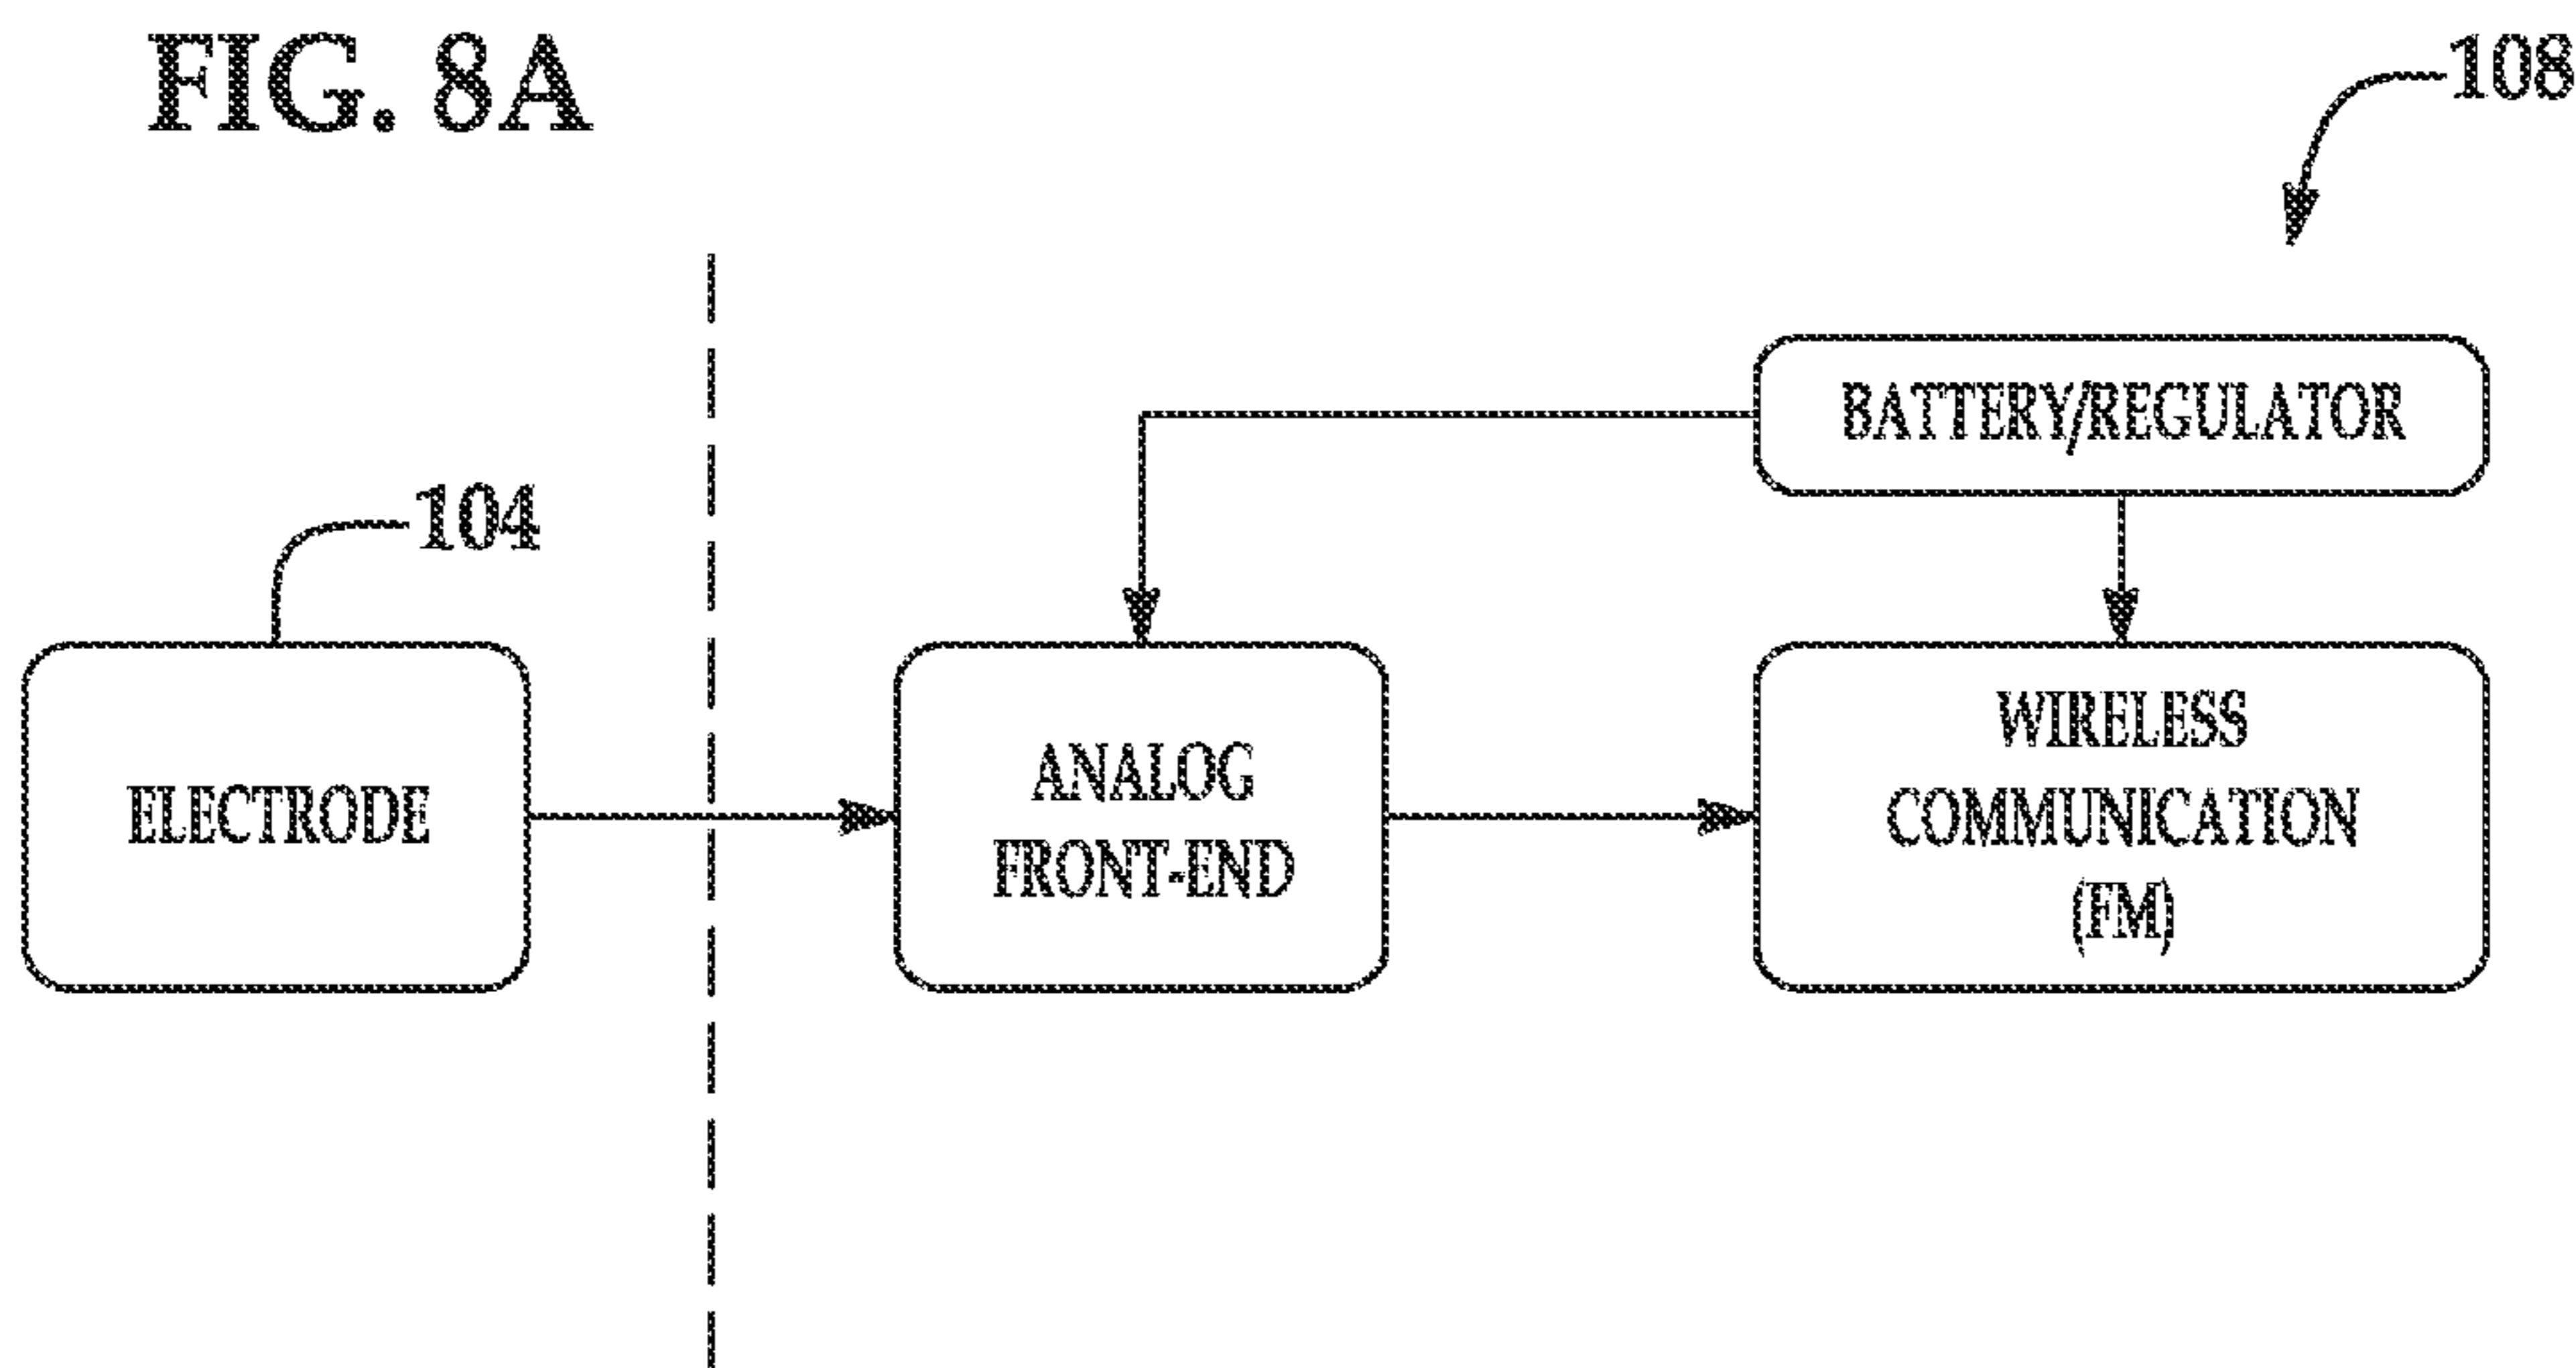 FIG. 8A
108
BATTERY/REGULATOR
104
ELECTRODE
ANALOG
FRONT-END
WIRELESS
COMMUNICATION
(FM)